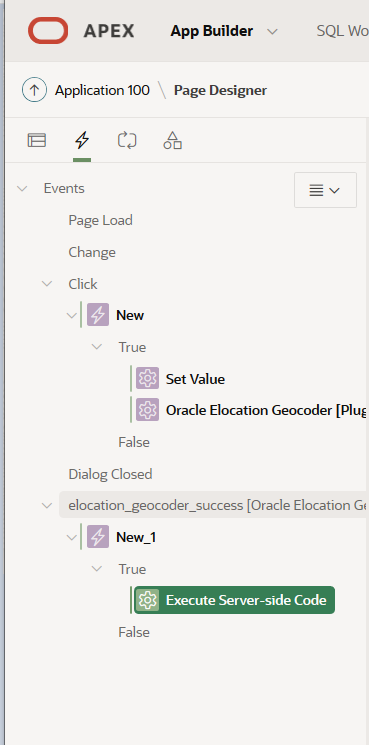 APEX App Builder SQL Wo
Application 100 \ Page Designer
Events
Page Load
Change
Click
New
True
Set Value
Oracle Elocation Geocoder [Plug
False
Dialog Closed
elocation_geocoder_success [Oracle Elocation Ge
New_1
True
Execute Server-side Code
False